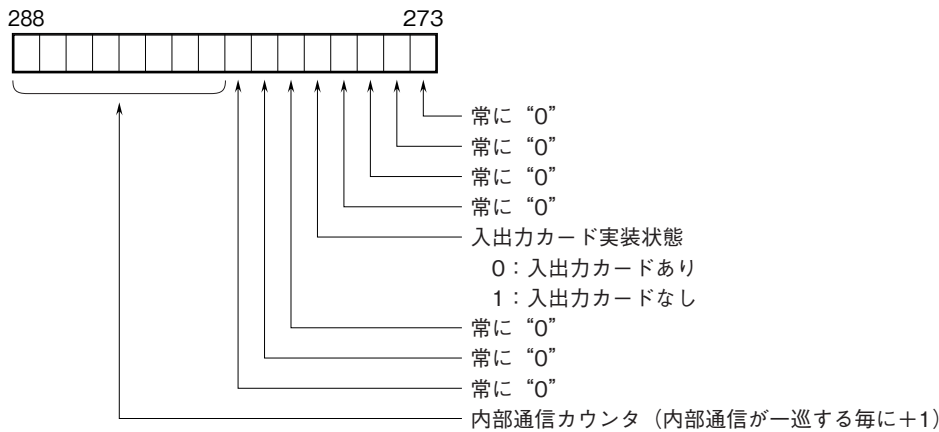 288 273
常に“0”
常に“0”
常に“0”
常に“0”
入出力カード実装状態
0：入出力カードあり
1：入出力カードなし
常に“0”
常に“0”
常に“0”
内部通信カウンタ（内部通信が一巡する毎に＋1）